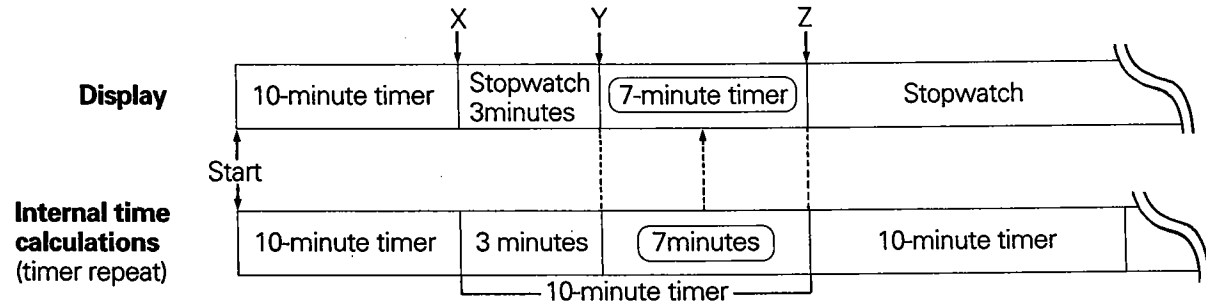 X Y Z
Display
10-minute timer
Stopwatch
3minutes
7-minute timer
Stopwatch
Start
Internal time
calculations
(timer repeat)
10-minute timer
3 minutes
7minutes
10-minute timer
10-minute timer